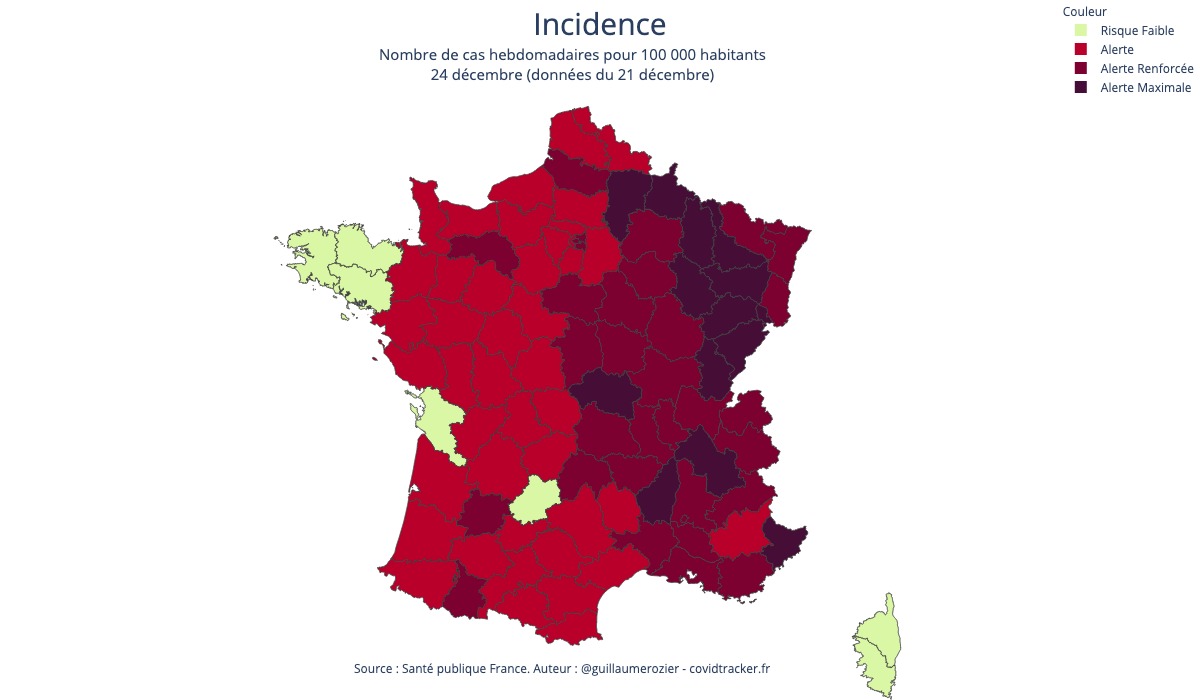 Incidence
Nombre de cas hebdomadaires pour 100 000 habitants
24 décembre (données du 21 décembre)
Couleur
Risque Faible
Alerte
Alerte Renforcée
Alerte Maximale
Source : Santé publique France. Auteur : @guillaumerozier - covidtracker.fr